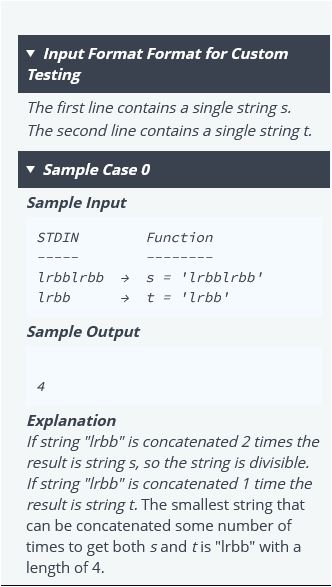 ▼ Input Format Format for Custom
Testing
The first line contains a single string s.
The second line contains a single string t.
▼ Sample Case 0
Sample Input
STDIN Function
----- --------
lrbblrbb → s = 'lrbblrbb'
lrbb → t = 'lrbb'
Sample Output
4
Explanation
If string "lrbb" is concatenated 2 times the
result is string s, so the string is divisible.
If string "lrbb" is concatenated 1 time the
result is string t. The smallest string that
can be concatenated some number of
times to get both s and t is "lrbb" with a
length of 4.